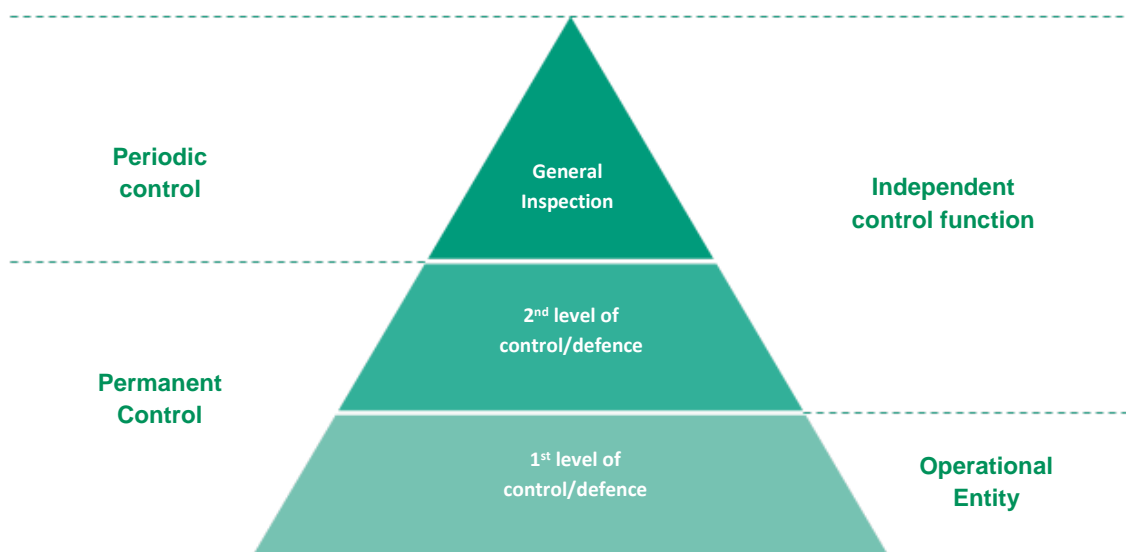 Periodic
control
General
Inspection
Independent
control function
2nd level of
control/defence
Permanent
Control
1st level of
control/defence
Operational
Entity